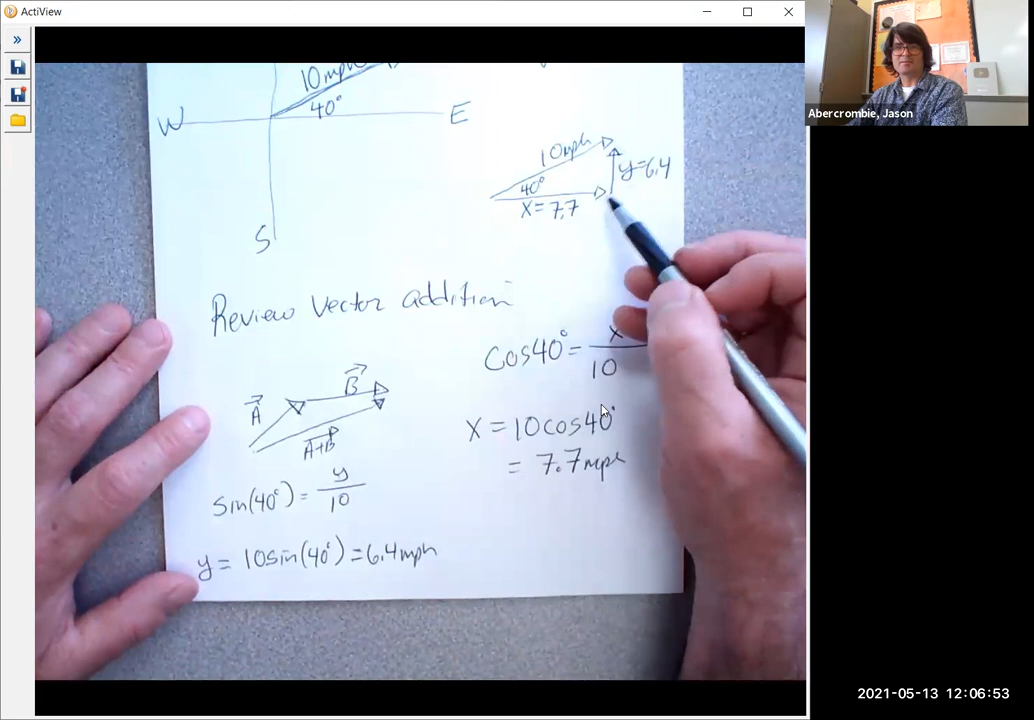 ActiView
10mph
40°
W
E
S
10mph
40°
x = 7.7
y=6.4
Review Vector addition
A
B
A+B
cos40° = x
10
x = 10cos40°
= 7.7mph
sin(40°) = y
10
y = 10sin(40°) = 6.4mph
Abercrombie, Jason
2021-05-13 12:06:53